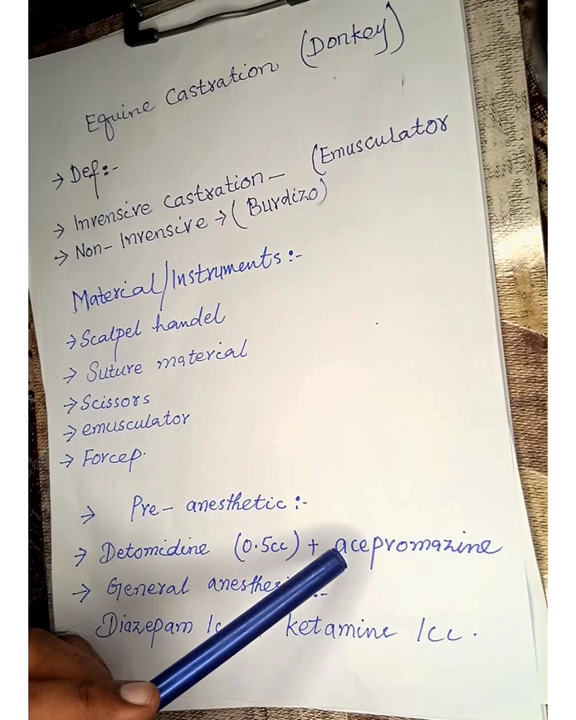 Equine Castration (Donkey)
→ Def:-
→ Invensive Castration - (Emusculator
→ Non-Invensive → (Burdizo)
Material/Instruments :-
→ Scalpel handel
→ Suture material
→ Scissors
→ emusculator
→ Forcep.
→ Pre-anesthetic :-
→ Detomidine (0.5cc) + acepromazine
→ General :-
Diazepam ketamine 1cc.